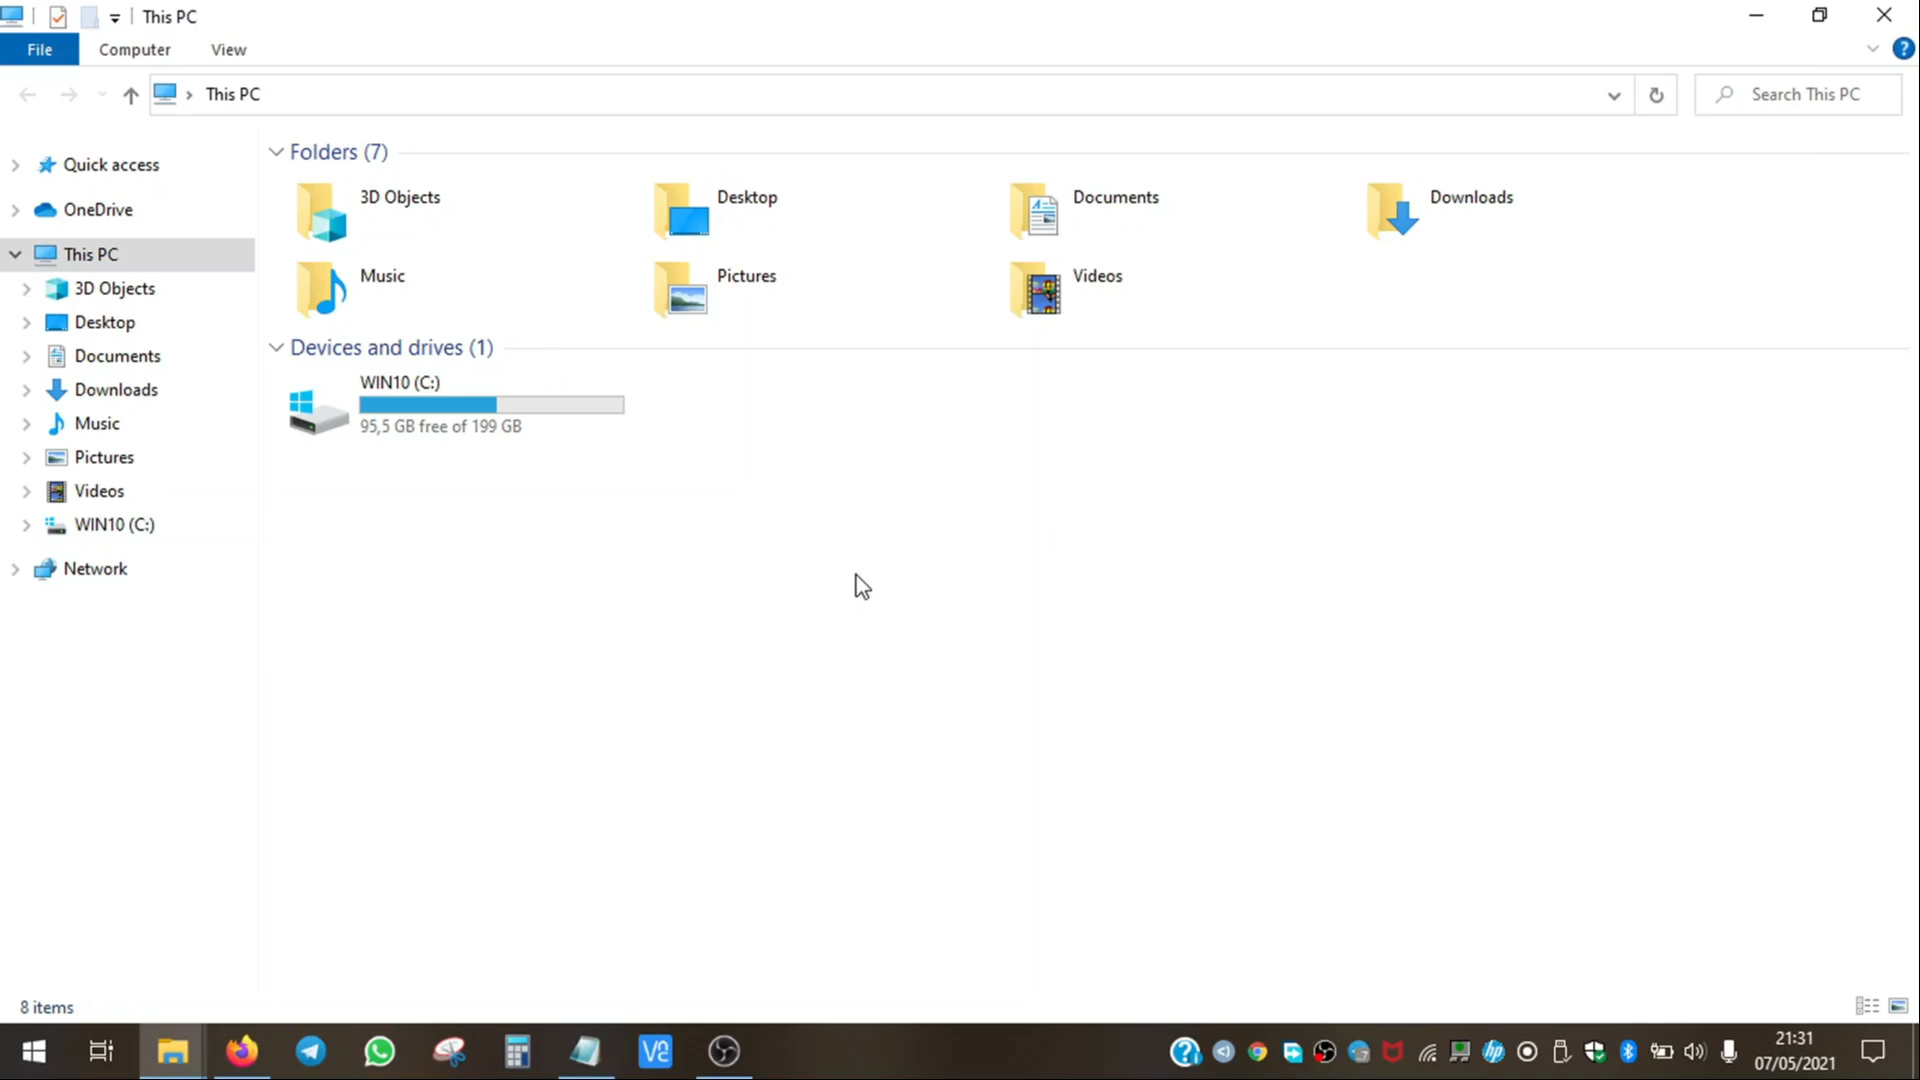 This PC
File
Computer
View
This PC
Search This PC
Quick access
OneDrive
This PC
3D Objects
Desktop
Documents
Downloads
Music
Pictures
Videos
WIN10 (C:)
Network
Folders (7)
3D Objects
Desktop
Documents
Downloads
Music
Pictures
Videos
Devices and drives (1)
WIN10 (C:)
95,5 GB free of 199 GB
8 items
21:31
07/05/2021